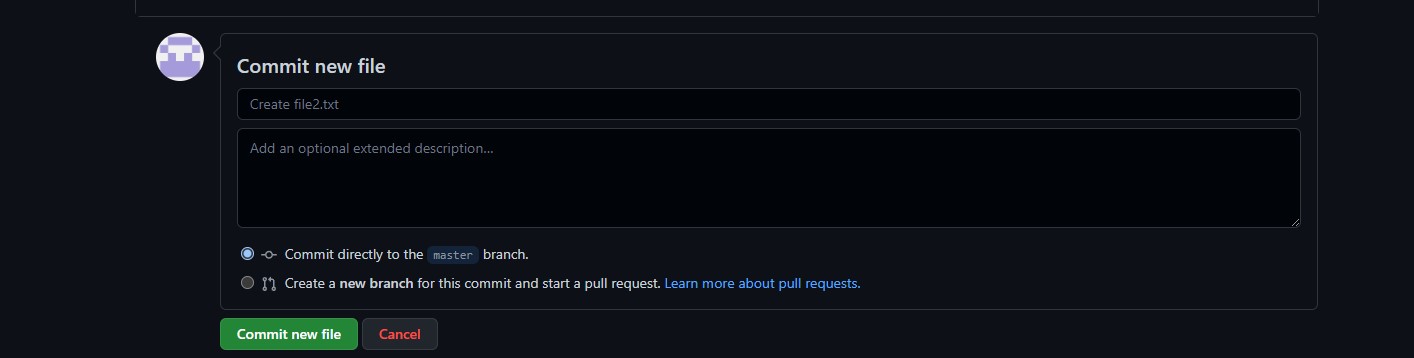 Commit new file
Create file2.txt
Add an optional extended description...
Commit directly to the master branch.
Create a new branch for this commit and start a pull request. Learn more about pull requests.
Commit new file Cancel